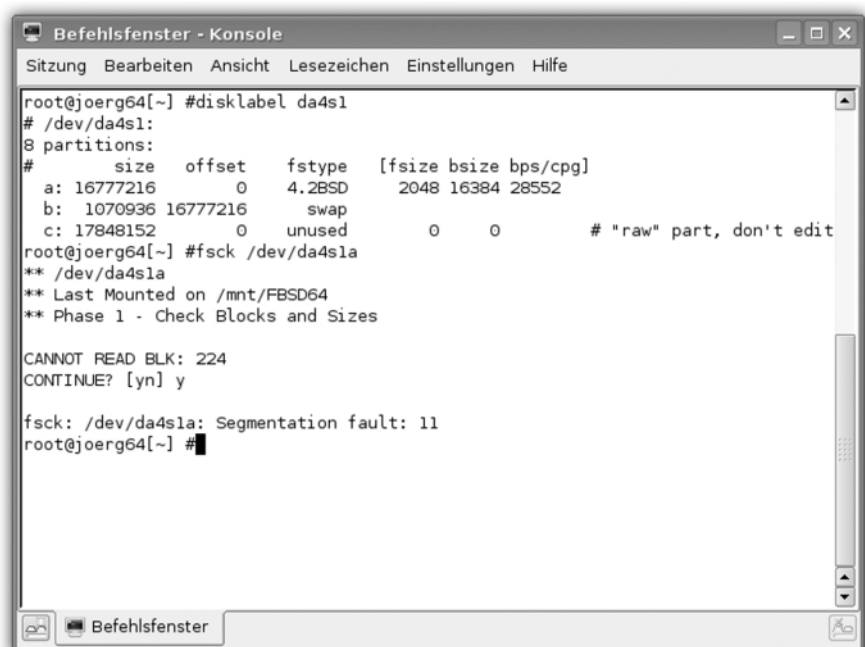 Befehlsfenster - Konsole
Sitzung Bearbeiten Ansicht Lesezeichen Einstellungen Hilfe
root@joerg64[~] #disklabel da4s1
# /dev/da4s1:
8 partitions:
#        size   offset    fstype   [fsize bsize bps/cpg]
  a: 16777216        0    4.2BSD     2048 16384 28552
  b:  1070936 16777216      swap
  c: 17848152        0    unused        0     0         # "raw" part, don't edit
root@joerg64[~] #fsck /dev/da4s1a
** /dev/da4s1a
** Last Mounted on /mnt/FBSD64
** Phase 1 - Check Blocks and Sizes
CANNOT READ BLK: 224
CONTINUE? [yn] y
fsck: /dev/da4s1a: Segmentation fault: 11
root@joerg64[~] #
Befehlsfenster